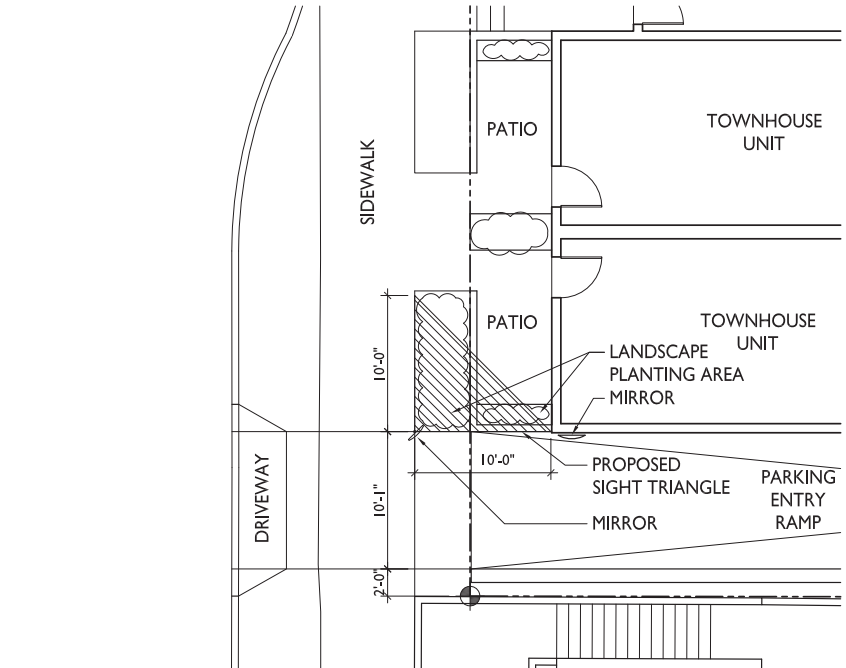 PATIO
TOWNHOUSE
UNIT
SIDEWALK
PATIO
TOWNHOUSE
UNIT
10'-0"
LANDSCAPE
PLANTING AREA
MIRROR
10'-0"
PROPOSED
SIGHT TRIANGLE
PARKING
ENTRY
RAMP
DRIVEWAY
10'-1"
MIRROR
2'-0"